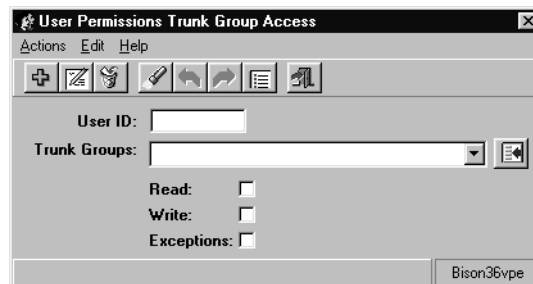 User Permissions Trunk Group Access
Actions Edit Help
User ID:
Trunk Groups:
Read:
Write:
Exceptions:
Bison36vpe